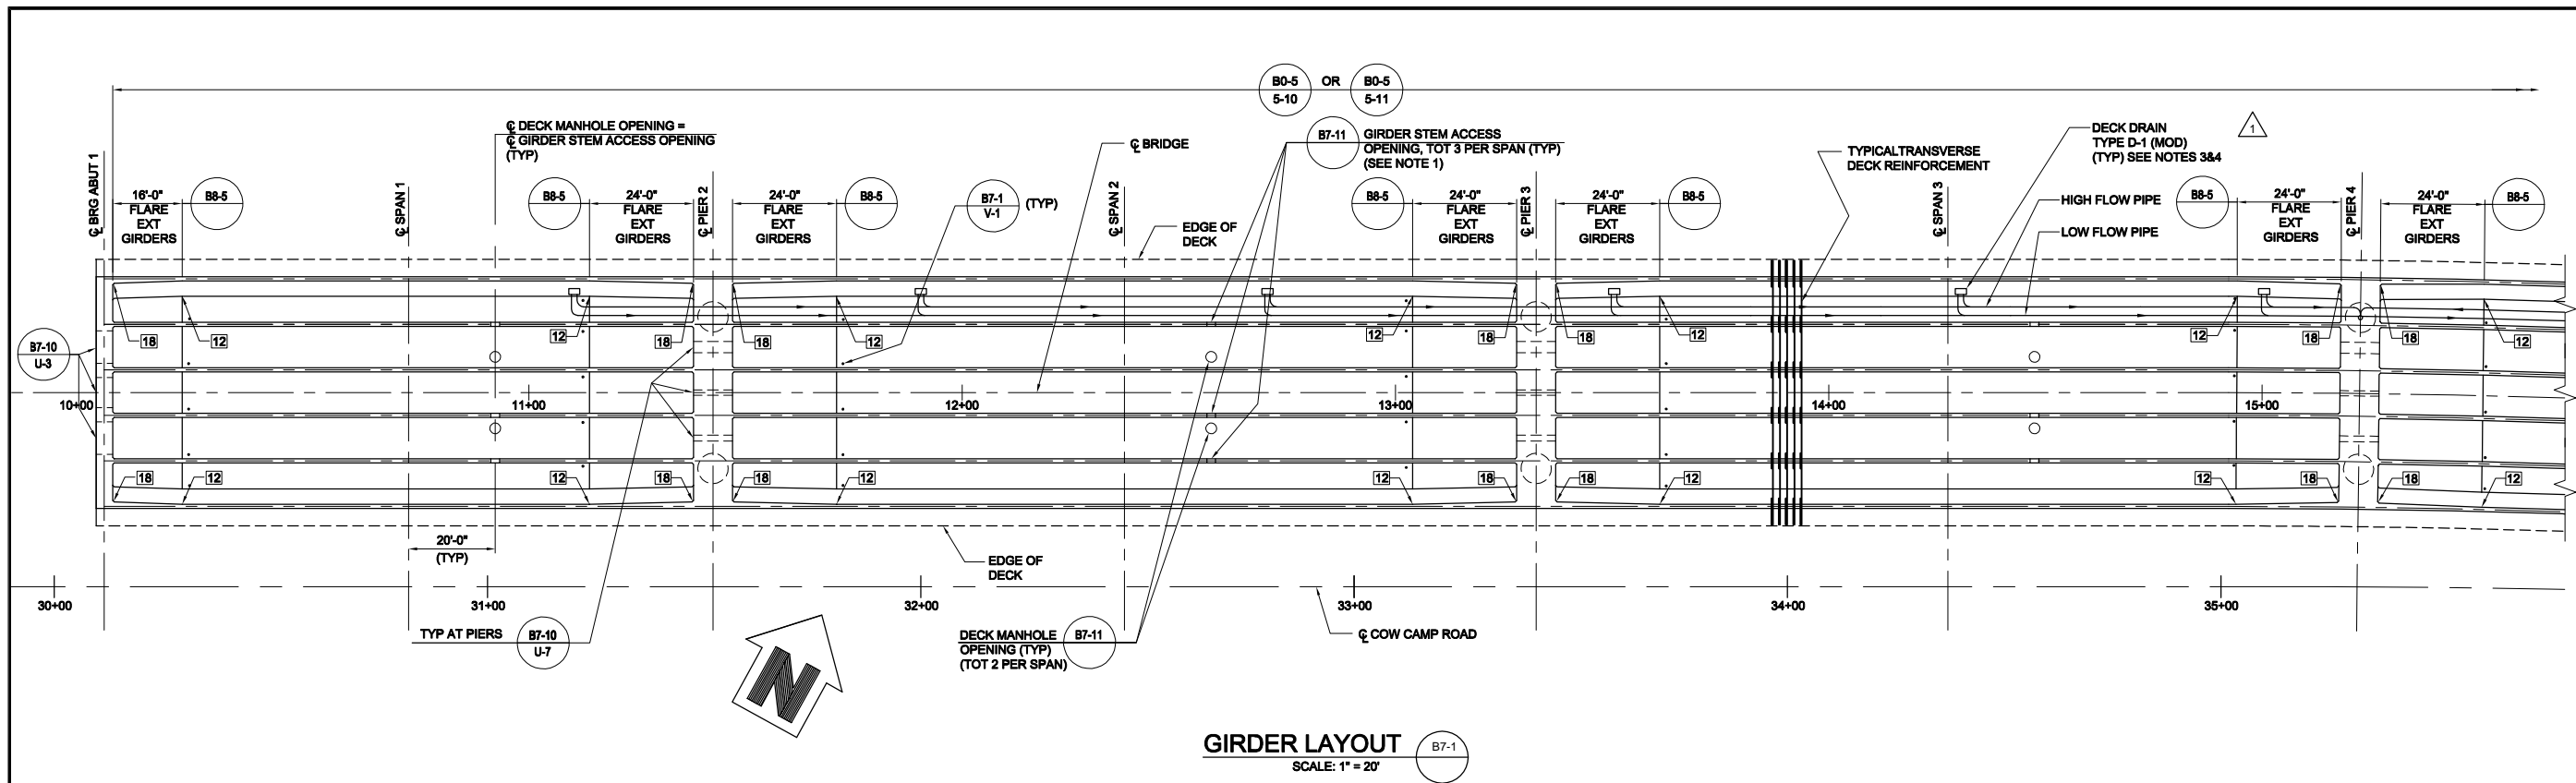 B0-5
5-10
OR
B0-5
5-11
℄ DECK MANHOLE OPENING =
℄ GIRDER STEM ACCESS OPENING
(TYP)
℄ BRIDGE
B7-11
GIRDER STEM ACCESS
OPENING, TOT 3 PER SPAN (TYP)
(SEE NOTE 1)
TYPICALTRANSVERSE
DECK REINFORCEMENT
DECK DRAIN
TYPE D-1 (MOD)
(TYP) SEE NOTES 3&4
1
HIGH FLOW PIPE
LOW FLOW PIPE
℄ BRG ABUT 1
16'-0"
FLARE
EXT
GIRDERS
B8-5
℄ SPAN 1
B8-5
24'-0"
FLARE
EXT
GIRDERS
℄ PIER 2
24'-0"
FLARE
EXT
GIRDERS
B8-5
B7-1
V-1
(TYP)
℄ SPAN 2
EDGE OF
DECK
B8-5
24'-0"
FLARE
EXT
GIRDERS
℄ PIER 3
24'-0"
FLARE
EXT
GIRDERS
B8-5
℄ SPAN 3
B8-5
24'-0"
FLARE
EXT
GIRDERS
℄ PIER 4
24'-0"
FLARE
EXT
GIRDERS
B8-5
B7-10
U-3
18
12
12
18
18
12
12
18
18
12
12
18
18
12
10+00
11+00
12+00
13+00
14+00
15+00
18
12
12
18
18
12
12
18
18
12
12
18
18
12
20'-0"
(TYP)
EDGE OF
DECK
30+00
31+00
32+00
33+00
34+00
35+00
TYP AT PIERS
B7-10
U-7
N
DECK MANHOLE
OPENING (TYP)
(TOT 2 PER SPAN)
B7-11
℄ COW CAMP ROAD
GIRDER LAYOUT
SCALE: 1" = 20'
B7-1